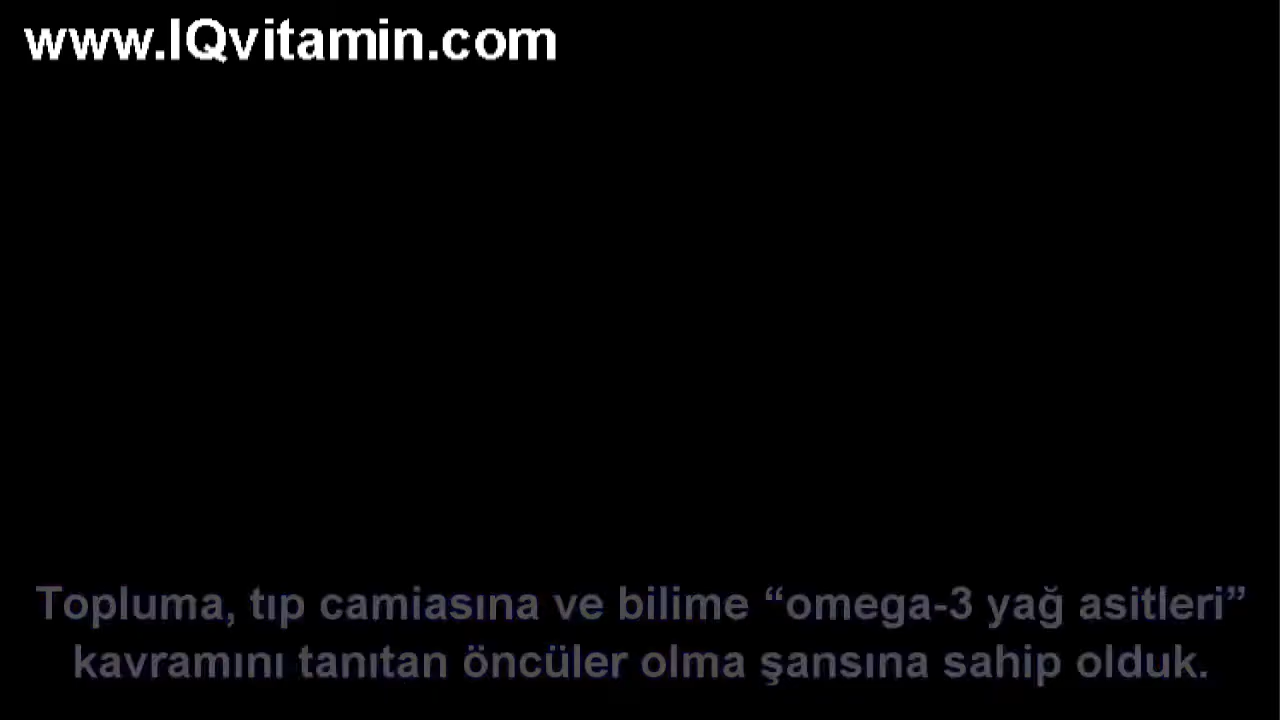 www.IQvitamin.com
Topluma, tıp camiasına ve bilime “omega-3 yağ asitleri”
kavramını tanıtan öncüler olma şansına sahip olduk.